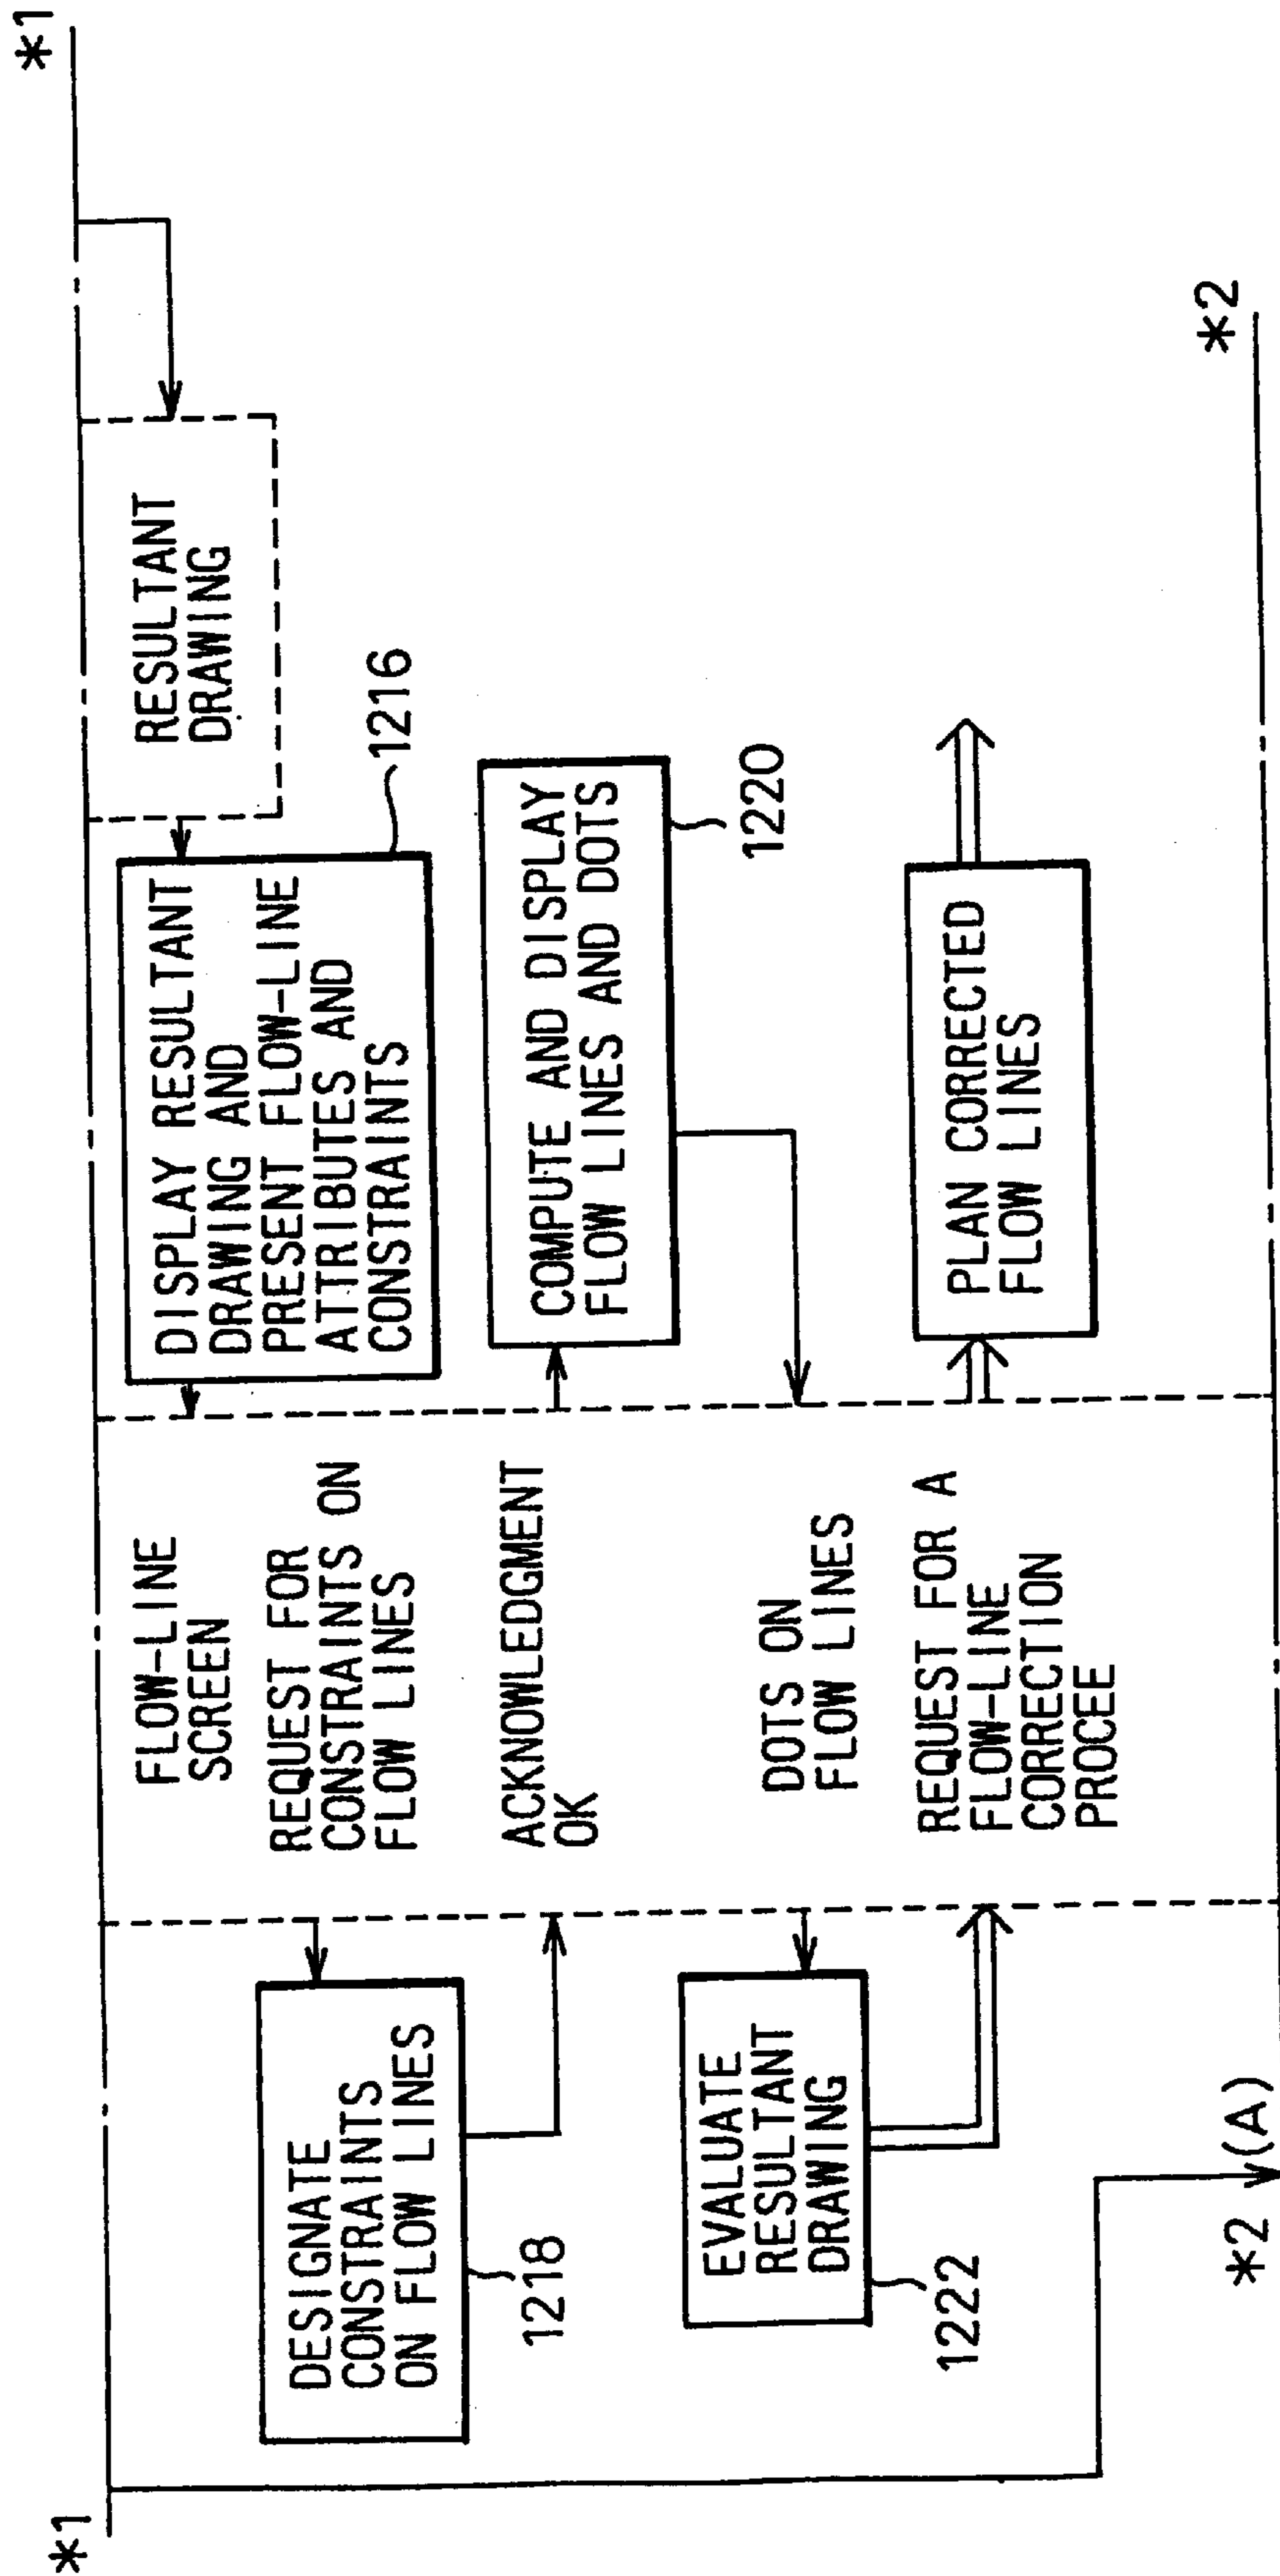 *1
*1
RESULTANT
DRAWING
DISPLAY RESULTANT
DRAWING AND
PRESENT FLOW-LINE
ATTRIBUTES AND
CONSTRAINTS
1216
FLOW-LINE
SCREEN
REQUEST FOR
CONSTRAINTS ON
FLOW LINES
DESIGNATE
CONSTRAINTS
ON FLOW LINES
1218
ACKNOWLEDGMENT
OK
COMPUTE AND DISPLAY
FLOW LINES AND DOTS
1220
DOTS ON
FLOW LINES
EVALUATE
RESULTANT
DRAWING
1222
REQUEST FOR A
FLOW-LINE
CORRECTION
PROCEE
PLAN CORRECTED
FLOW LINES
*2 (A)
*2